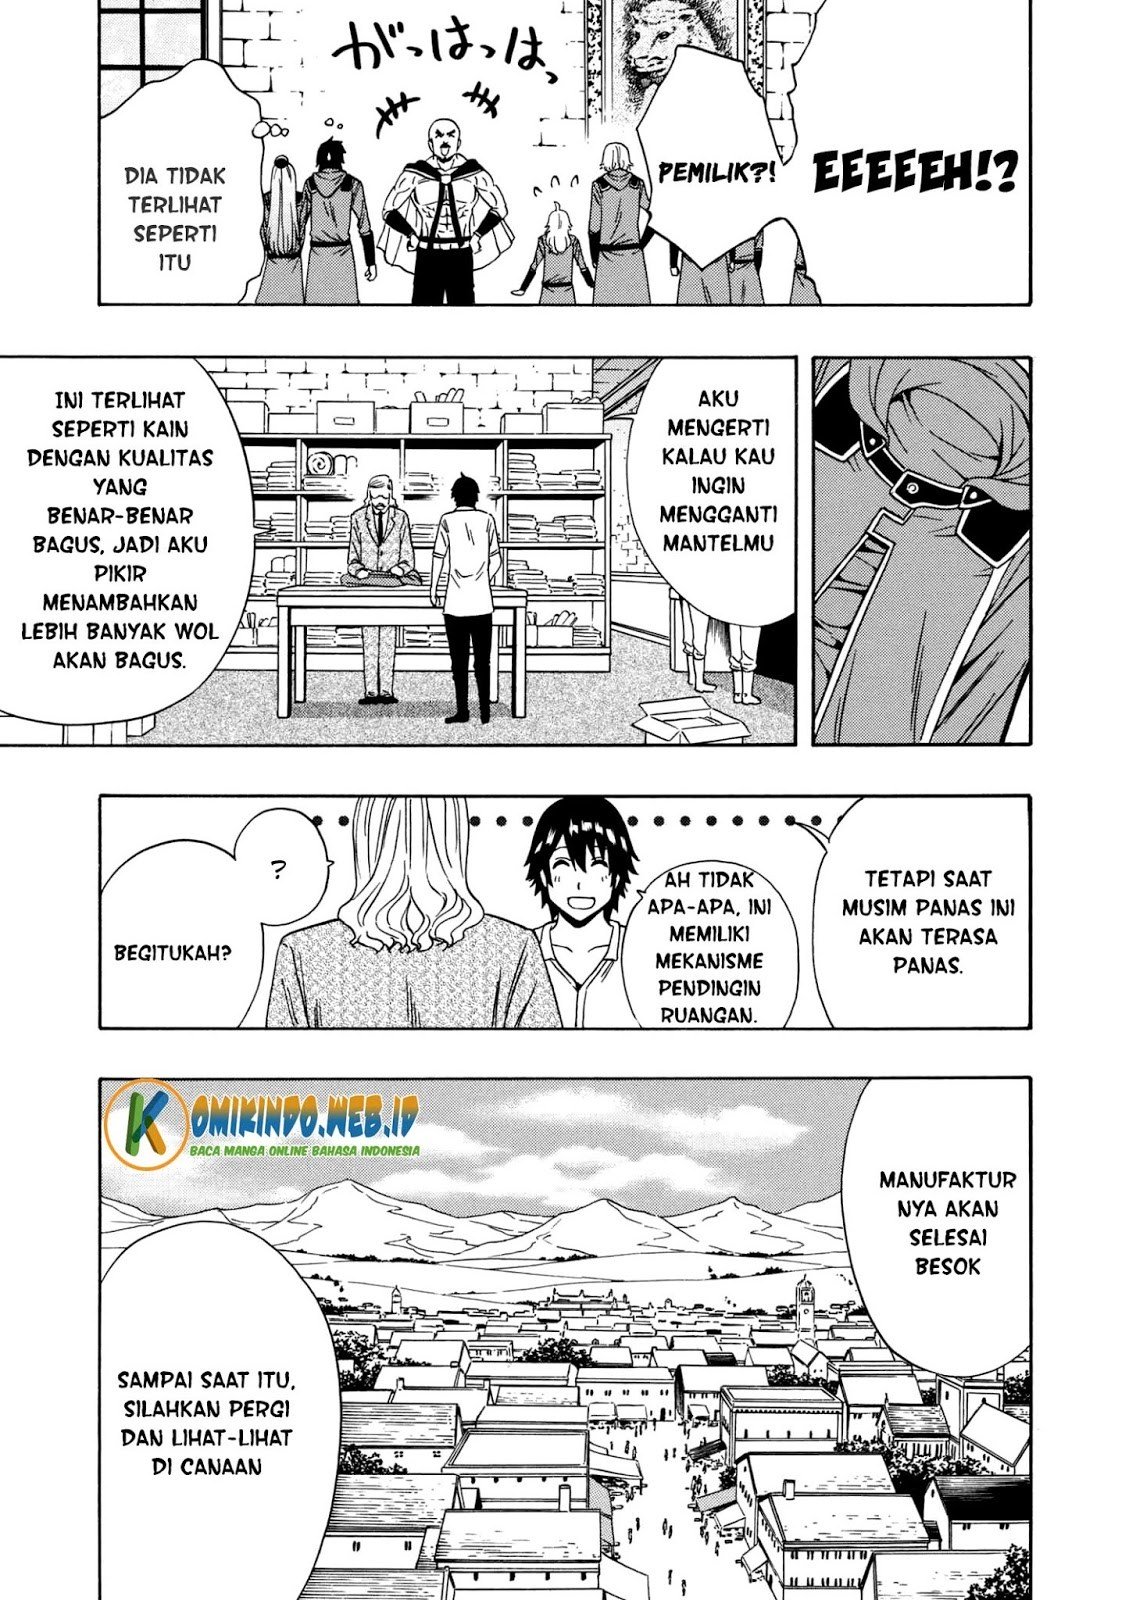 EEEEEH!?
PEMILIK?!
がっはっはっ
DIA TIDAK
TERLIHAT
SEPERTI
ITU
AKU
MENGERTI
KALAU KAU
INGIN
MENGGANTI
MANTELMU
INI TERLIHAT
SEPERTI KAIN
DENGAN KUALITAS
YANG
BENAR-BENAR
BAGUS, JADI AKU
PIKIR
MENAMBAHKAN
LEBIH BANYAK WOL
AKAN BAGUS.
TETAPI SAAT
MUSIM PANAS INI
AKAN TERASA
PANAS.
AH TIDAK
APA-APA, INI
MEMILIKI
MEKANISME
PENDINGIN
RUANGAN.
?
BEGITUKAH?
KOMIKINDO.WEB.ID
BACA MANGA ONLINE BAHASA INDONESIA
MANUFAKTUR
NYA AKAN
SELESAI
BESOK
SAMPAI SAAT ITU,
SILAHKAN PERGI
DAN LIHAT-LIHAT
DI CANAAN